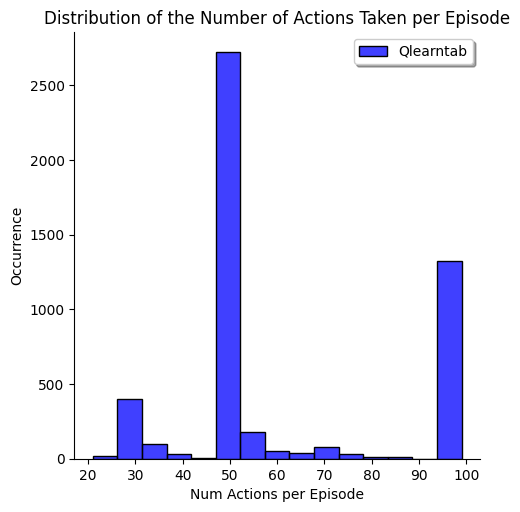 Distribution of the Number of Actions Taken per Episode
Qlearntab
2500
2000
1500
1000
500
0
Occurrence
20 30 40 50 60 70 80 90 100
Num Actions per Episode